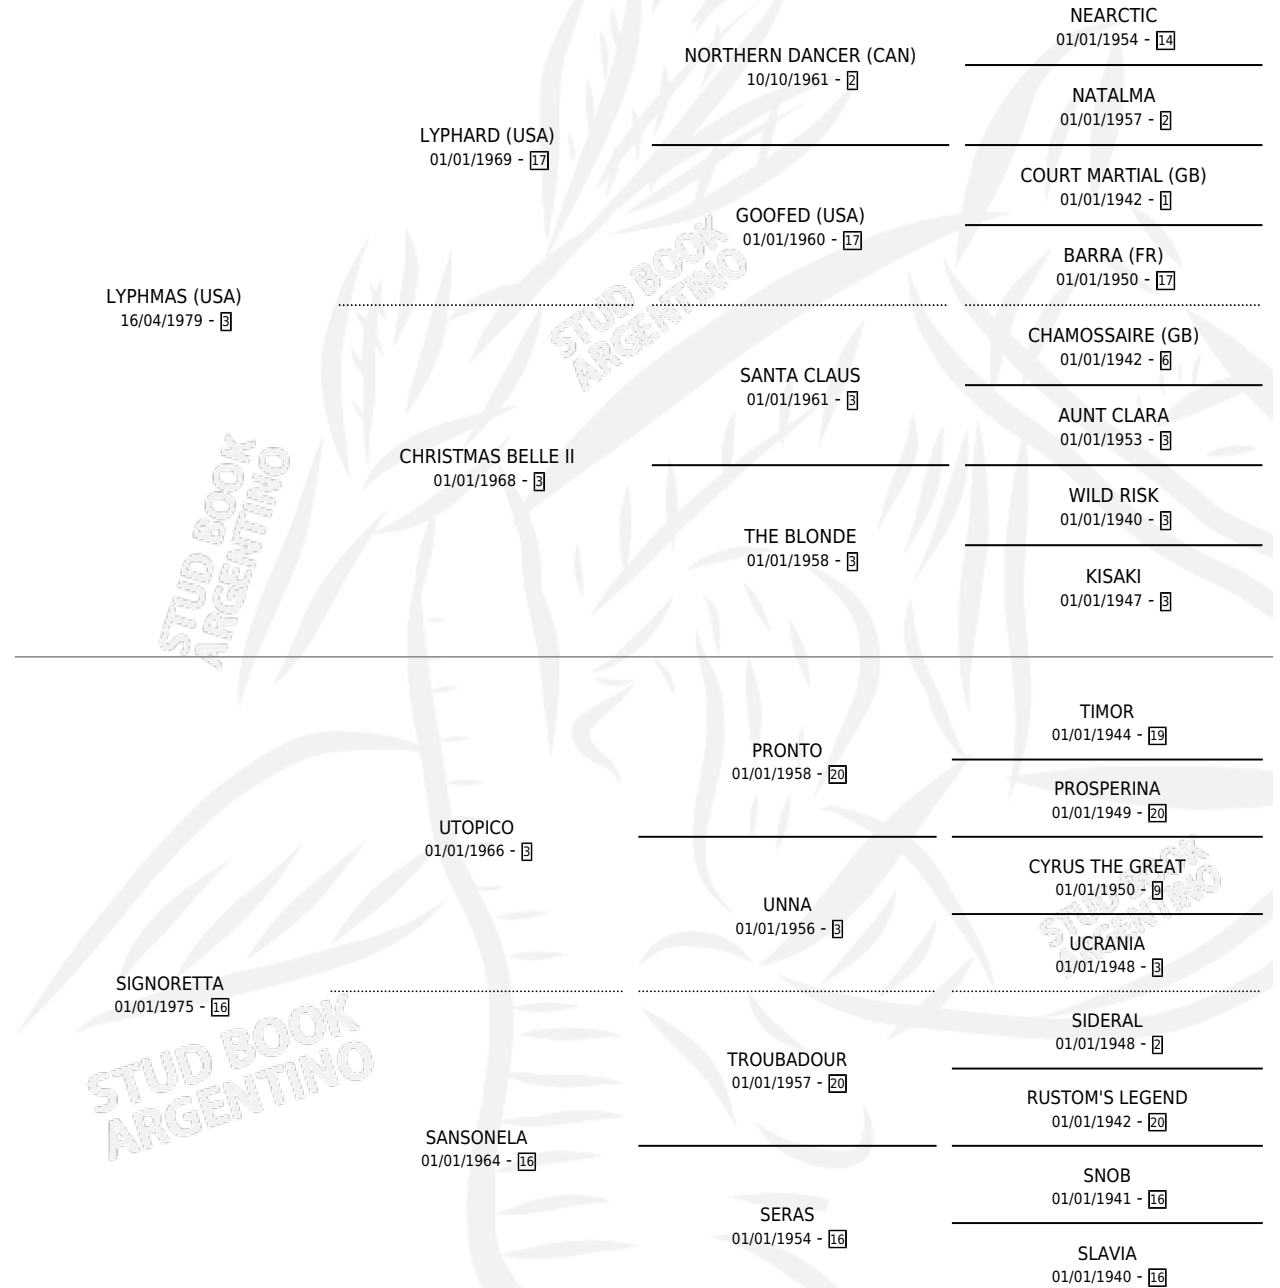 NEARCTIC
01/01/1954 - 14
NORTHERN DANCER (CAN)
10/10/1961 - 2
NATALMA
01/01/1957 - 2
LYPHARD (USA)
01/01/1969 - 17
COURT MARTIAL (GB)
01/01/1942 - 1
GOOFED (USA)
01/01/1960 - 17
BARRA (FR)
01/01/1950 - 17
LYPHMAS (USA)
16/04/1979 - 3
STUD BOOK
ARGENTINO
CHAMOSSAIRE (GB)
01/01/1942 - 6
SANTA CLAUS
01/01/1961 - 3
AUNT CLARA
01/01/1953 - 3
CHRISTMAS BELLE II
01/01/1968 - 3
WILD RISK
01/01/1940 - 3
THE BLONDE
01/01/1958 - 3
KISAKI
01/01/1947 - 3
STUD BOOK
ARGENTINO
TIMOR
01/01/1944 - 19
PRONTO
01/01/1958 - 20
PROSPERINA
01/01/1949 - 20
UTOPICO
01/01/1966 - 3
CYRUS THE GREAT
01/01/1950 - 9
UNNA
01/01/1956 - 3
UCRANIA
01/01/1948 - 3
STUD BOOK
ARGENTINO
SIGNORETTA
01/01/1975 - 16
SIDERAL
01/01/1948 - 2
TROUBADOUR
01/01/1957 - 20
RUSTOM'S LEGEND
01/01/1942 - 20
STUD BOOK
ARGENTINO
SANSONELA
01/01/1964 - 16
SNOB
01/01/1941 - 16
SERAS
01/01/1954 - 16
SLAVIA
01/01/1940 - 16